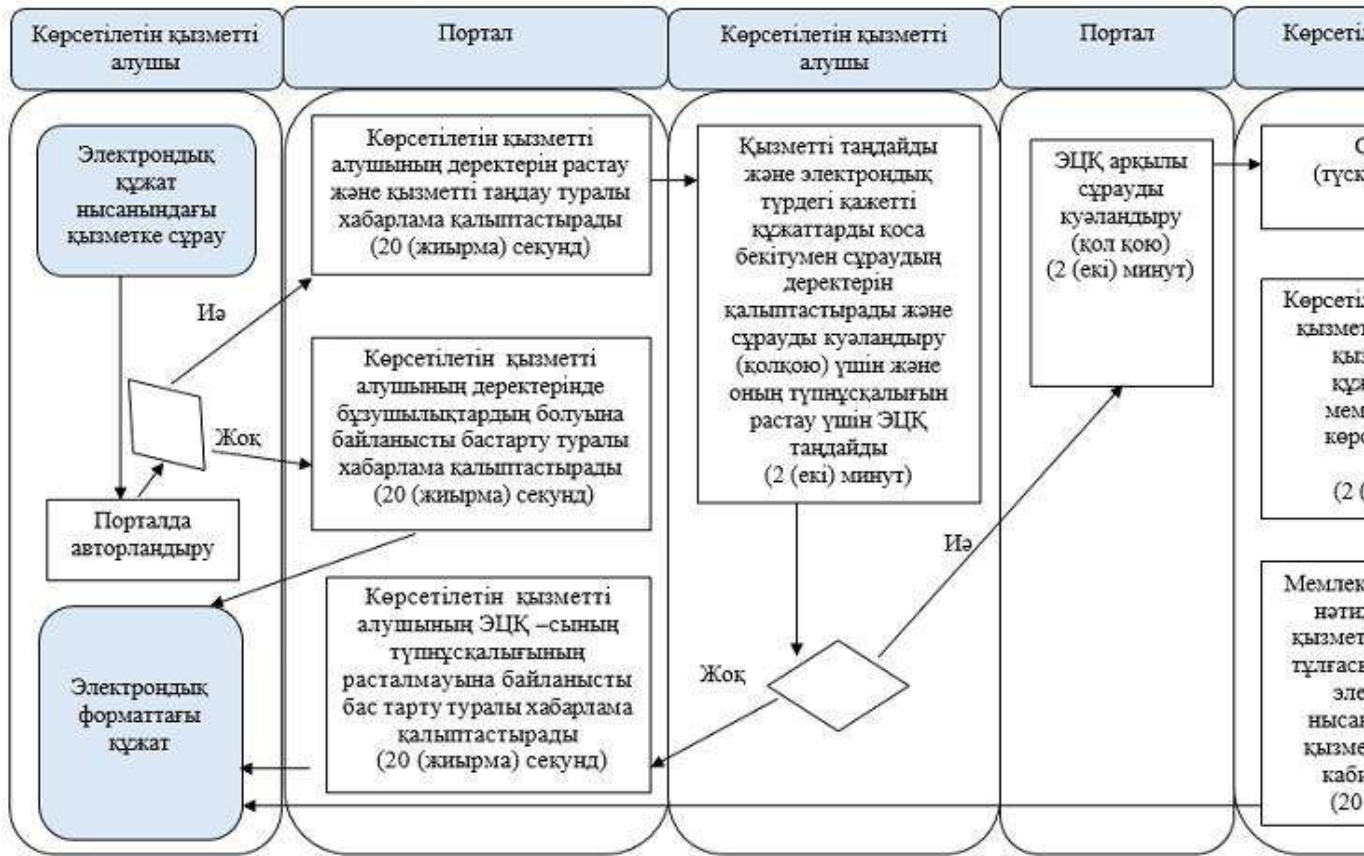 Көрсетілетін қызметті
алушы
Портал
Көрсетілетін қызметті
алушы
Портал
Электрондық
құжат
нысанындағы
қызметке сұрау
Иә
Жоқ
Порталда
авторландыру
Электрондық
форматтағы
құжат
Көрсетілетін қызметті
алушының деректерін растау
және қызметті таңдау туралы
хабарлама қалыптастырады
(20 (жиырма) секунд)
Көрсетілетін қызметті
алушының деректерінде
бұзушылықтардың болуына
байланысты бастарту туралы
хабарлама қалыптастырады
(20 (жиырма) секунд)
Көрсетілетін қызметті
алушының ЭЦҚ –сының
түпнұсқалығының
расталмауына байланысты
бас тарту туралы хабарлама
қалыптастырады
(20 (жиырма) секунд)
Қызметті таңдайды
және электрондық
түрдегі қажетті
құжаттарды қоса
бекітумен сұраудың
деректерін
қалыптастырады және
сұрауды куәландыру
(қолқою) үшін және
оның түпнұсқалығын
растау үшін ЭЦҚ
таңдайды
(2 (екі) минут)
Жоқ
Иә
ЭЦҚ арқылы
сұрауды
куәландыру
(қол қою)
(2 (екі) минут)
(2 (
(20